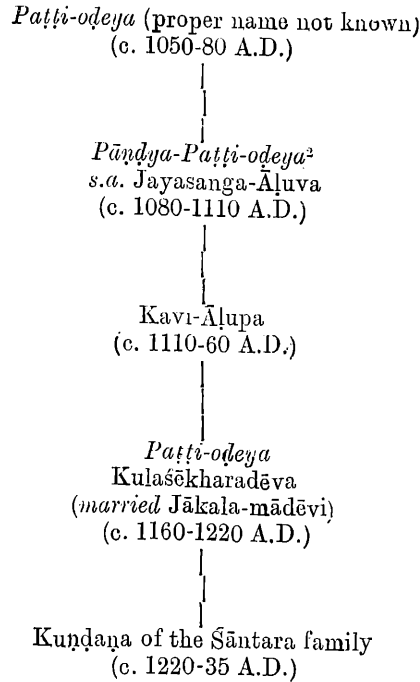 Paṭṭi-oḍeya (proper name not known)
(c. 1050-80 A.D.)
Pāṇḍya-Paṭṭi-oḍeya²
s.a. Jayasanga-Āḷuva
(c. 1080-1110 A.D.)
Kavi-Āḷupa
(c. 1110-60 A.D.)
Paṭṭi-oḍeya
Kulaśēkharadēva
(married Jākala-mādēvi)
(c. 1160-1220 A.D.)
Kuṇḍaṇa of the Śāntara family
(c. 1220-35 A.D.)